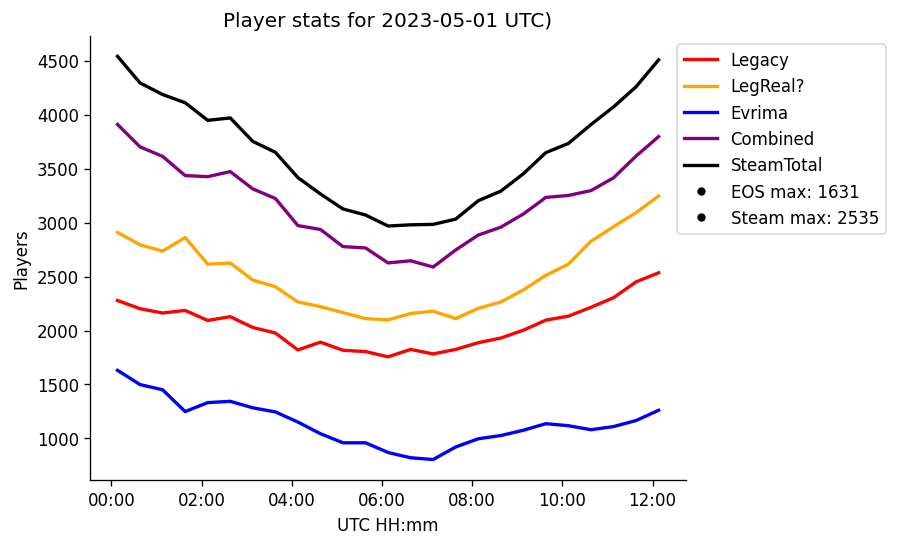 Player stats for 2023-05-01 UTC)
4500
4000
3500
3000
2500
2000
1500
1000
Players
00:00 02:00 04:00 06:00 08:00 10:00 12:00
UTC HH:mm
Legacy
LegReal?
Evrima
Combined
SteamTotal
EOS max: 1631
Steam max: 2535